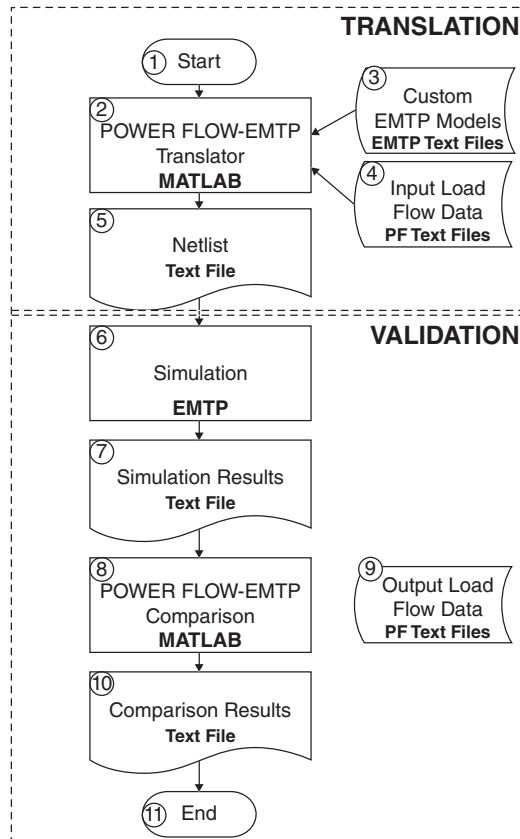 TRANSLATION
1 Start
2
POWER FLOW-EMTP
Translator
MATLAB
3
Custom
EMTP Models
EMTP Text Files
4
Input Load
Flow Data
PF Text Files
5
Netlist
Text File
VALIDATION
6
Simulation
EMTP
7
Simulation Results
Text File
8
POWER FLOW-EMTP
Comparison
MATLAB
9
Output Load
Flow Data
PF Text Files
10
Comparison Results
Text File
11 End